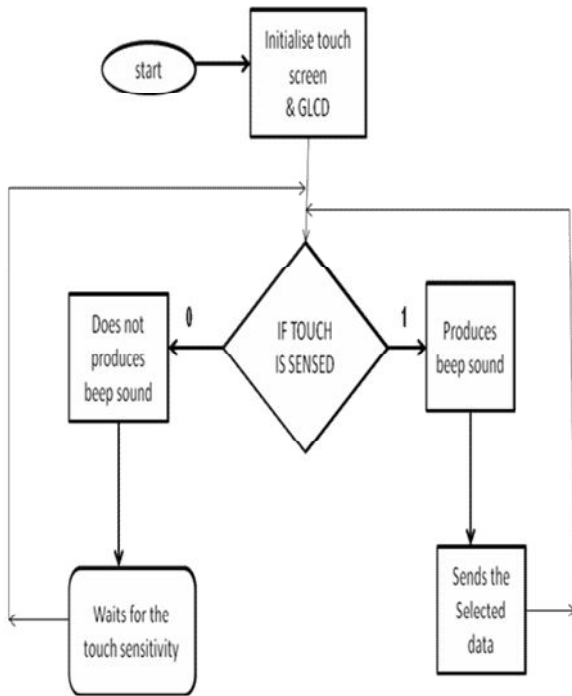 start
Initialise touch
screen
& GLCD
0
1
Does not
produces
beep sound
IF TOUCH
IS SENSED
Produces
beep sound
Waits for the
touch sensitivity
Sends the
Selected
data